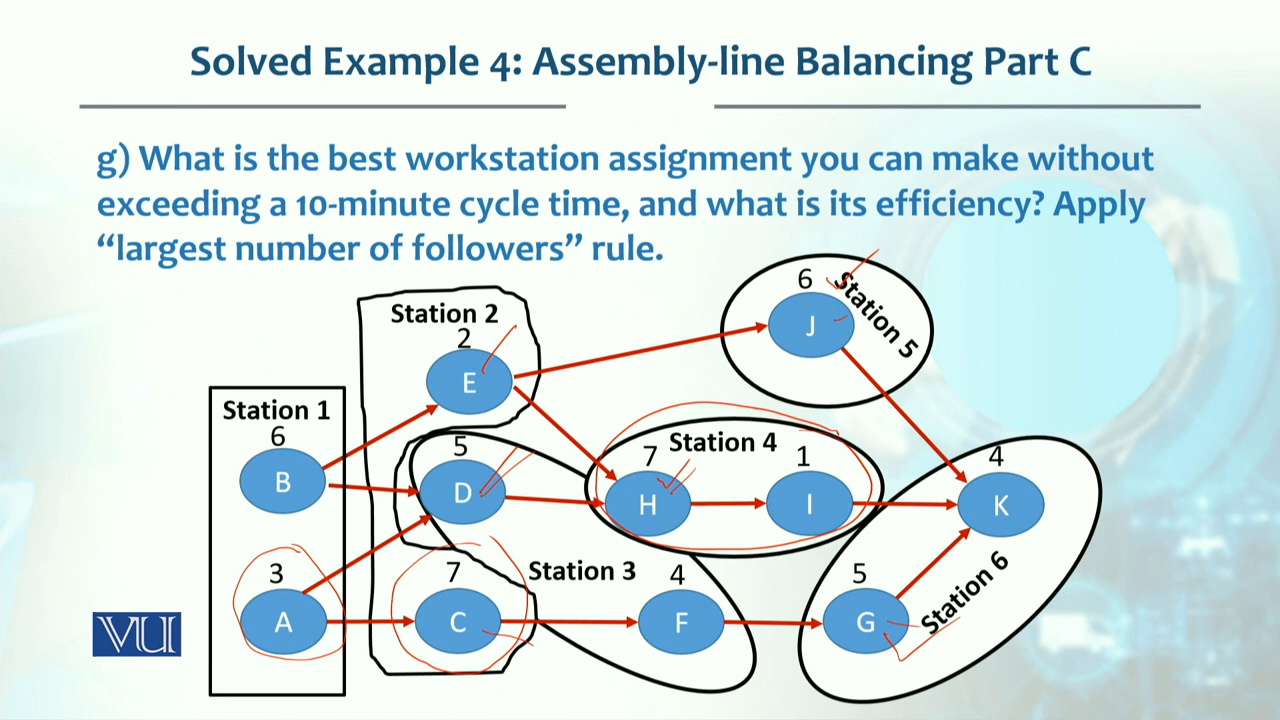 Solved Example 4: Assembly-line Balancing Part C
g) What is the best workstation assignment you can make without
exceeding a 10-minute cycle time, and what is its efficiency? Apply
“largest number of followers” rule.
Station 1
6
B
3
A
Station 2
2
E
5
D
7
C
Station 3
4
F
Station 4
7
H
1
I
6
J
Station 5
4
K
5
G
Station 6
VU